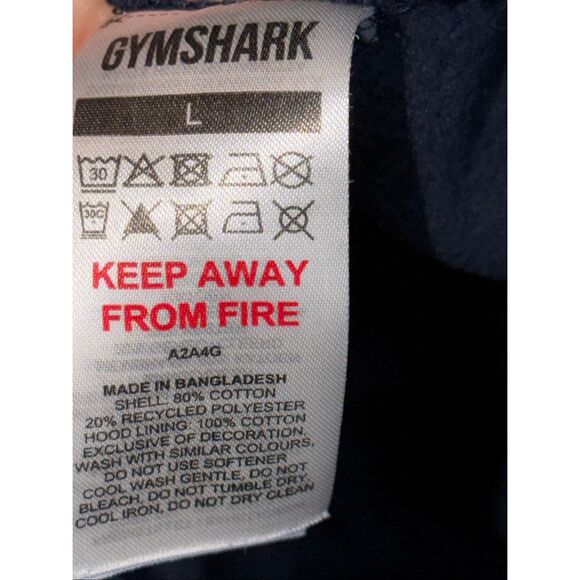 GYMSHARK
L
30
30C
KEEP AWAY
FROM FIRE
A2A4G
MADE IN BANGLADESH
SHELL: 80% COTTON
20% RECYCLED POLYESTER
HOOD LINING: 100% COTTON
EXCLUSIVE OF DECORATION.
WASH WITH SIMILAR COLOURS,
DO NOT USE SOFTENER
COOL WASH GENTLE, DO NOT
BLEACH, DO NOT TUMBLE DRY,
COOL IRON, DO NOT DRY CLEAN